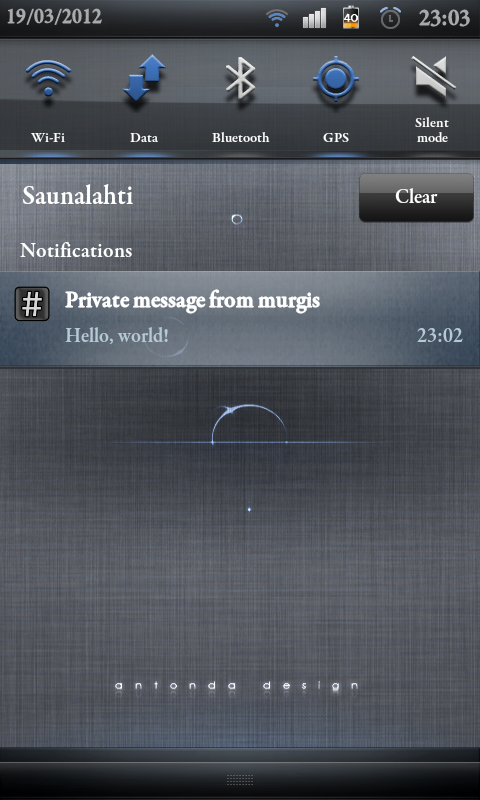 19/03/2012 40 23:03
Wi-Fi Data Bluetooth GPS Silent
mode
Saunalahti Clear
Notifications
# Private message from murgis
Hello, world! 23:02
antonda design